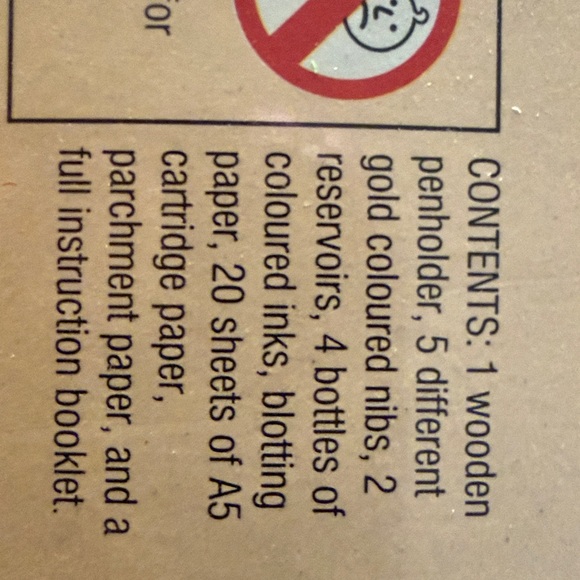 for
CONTENTS: 1 wooden
penholder, 5 different
gold coloured nibs, 2
reservoirs, 4 bottles of
coloured inks, blotting
paper, 20 sheets of A5
cartridge paper,
parchment paper, and a
full instruction booklet.